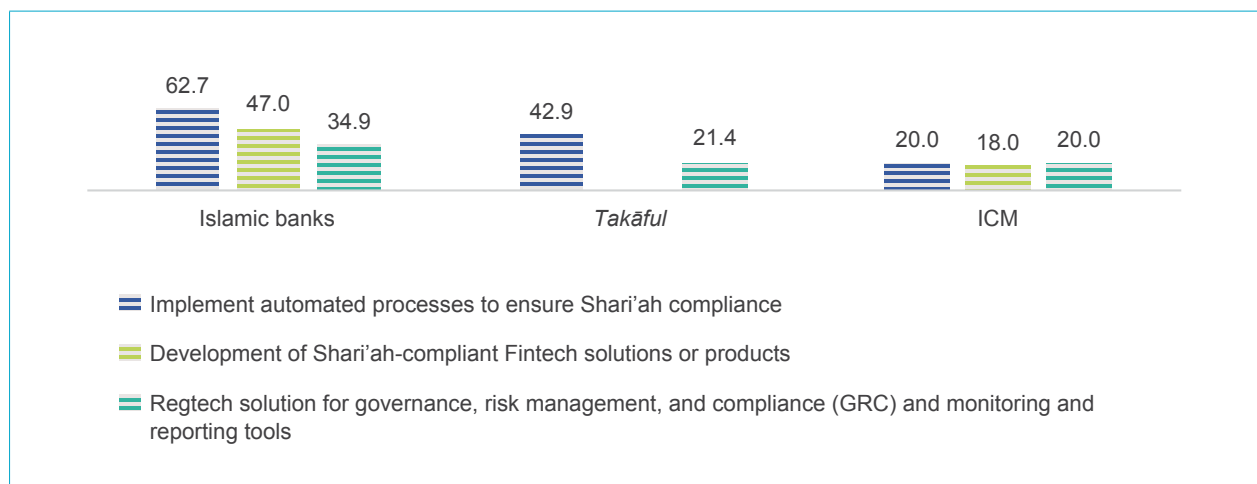 62.7
47.0
34.9
42.9
21.4
20.0
18.0
20.0
Islamic banks
Takāful
ICM
Implement automated processes to ensure Shari’ah compliance
Development of Shari’ah-compliant Fintech solutions or products
Regtech solution for governance, risk management, and compliance (GRC) and monitoring and
reporting tools